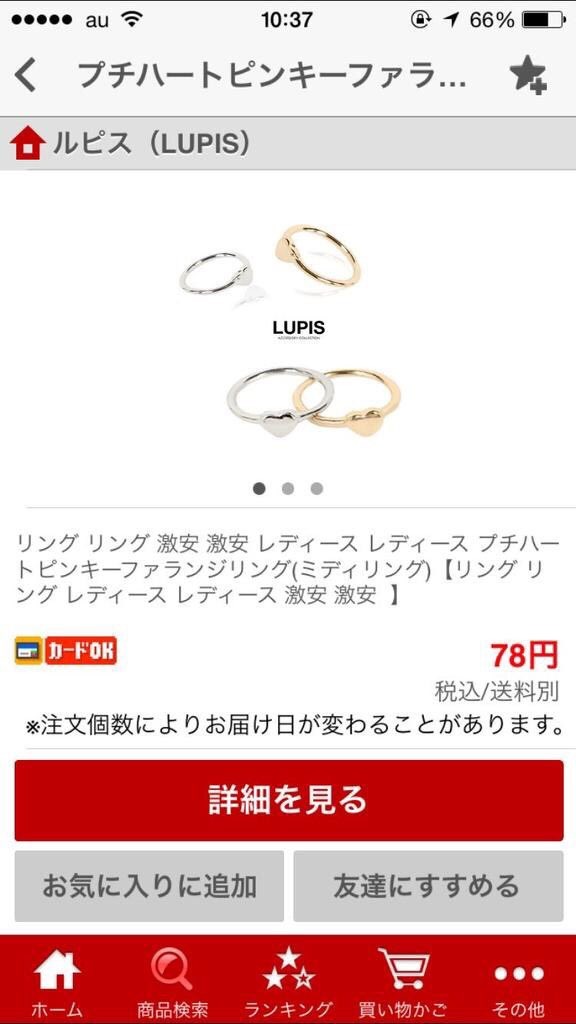 au 10:37 66%
プチハートピンキーファラ...
ルピス（LUPIS）
LUPIS
ACCESSORY COLLECTION
リング リング 激安 激安 レディース レディース プチハー
トピンキーファランジリング(ミディリング)【リング リ
ング レディース レディース 激安 激安 】
カードOK
78円
税込/送料別
※注文個数によりお届け日が変わることがあります。
詳細を見る
お気に入りに追加 友達にすすめる
ホーム 商品検索 ランキング 買い物かご その他